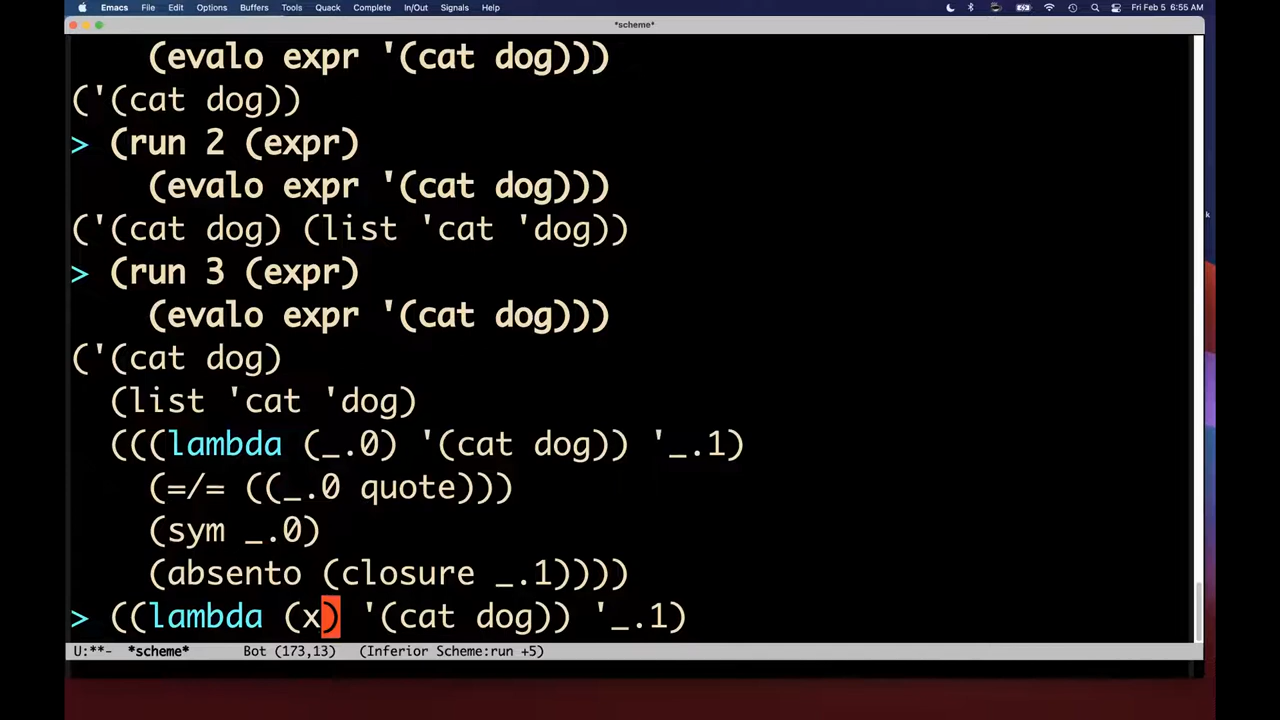 Emacs File Edit Options Buffers Tools Quack Complete In/Out Signals Help Fri Feb 5 6:55 AM
*scheme*
(evalo expr '(cat dog)))
('(cat dog))
> (run 2 (expr)
(evalo expr '(cat dog)))
('(cat dog) (list 'cat 'dog))
> (run 3 (expr)
(evalo expr '(cat dog)))
('(cat dog)
(list 'cat 'dog)
(((lambda (_.0) '(cat dog)) '_.1)
(=/= ((_.0 quote)))
(sym _.0)
(absento (closure _.1))))
> ((lambda (x) '(cat dog)) '_.1)
U:**- *scheme* Bot (173,13) (Inferior Scheme:run +5)